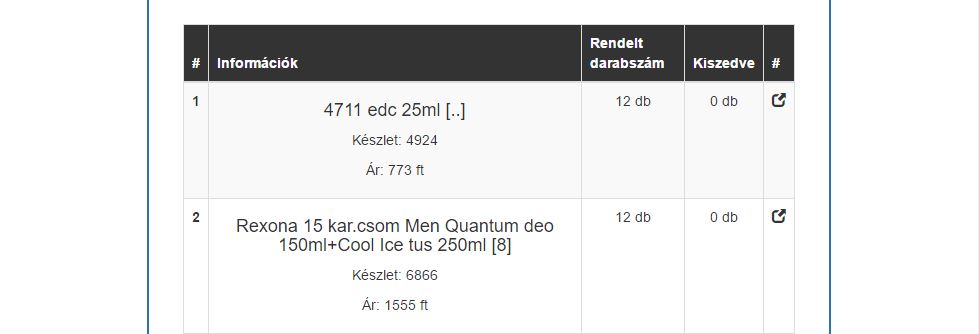 # Információk Rendelt darabszám Kiszedve #
1 4711 edc 25ml [..] 12 db 0 db
Készlet: 4924
Ár: 773 ft
2 Rexona 15 kar.csom Men Quantum deo 12 db 0 db
150ml+Cool Ice tus 250ml [8]
Készlet: 6866
Ár: 1555 ft